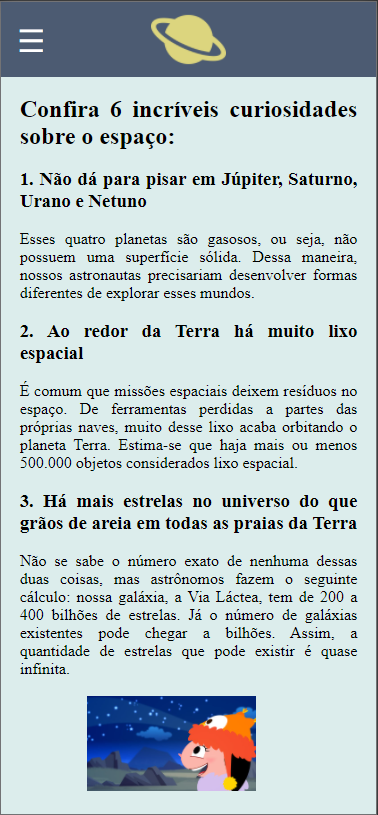 Confira 6 incríveis curiosidades
sobre o espaço:
1. Não dá para pisar em Júpiter, Saturno,
Urano e Netuno
Esses quatro planetas são gasosos, ou seja, não
possuem uma superfície sólida. Dessa maneira,
nossos astronautas precisariam desenvolver formas
diferentes de explorar esses mundos.
2. Ao redor da Terra há muito lixo
espacial
É comum que missões espaciais deixem resíduos no
espaço. De ferramentas perdidas a partes das
próprias naves, muito desse lixo acaba orbitando o
planeta Terra. Estima-se que haja mais ou menos
500.000 objetos considerados lixo espacial.
3. Há mais estrelas no universo do que
grãos de areia em todas as praias da Terra
Não se sabe o número exato de nenhuma dessas
duas coisas, mas astrônomos fazem o seguinte
cálculo: nossa galáxia, a Via Láctea, tem de 200 a
400 bilhões de estrelas. Já o número de galáxias
existentes pode chegar a bilhões. Assim, a
quantidade de estrelas que pode existir é quase
infinita.